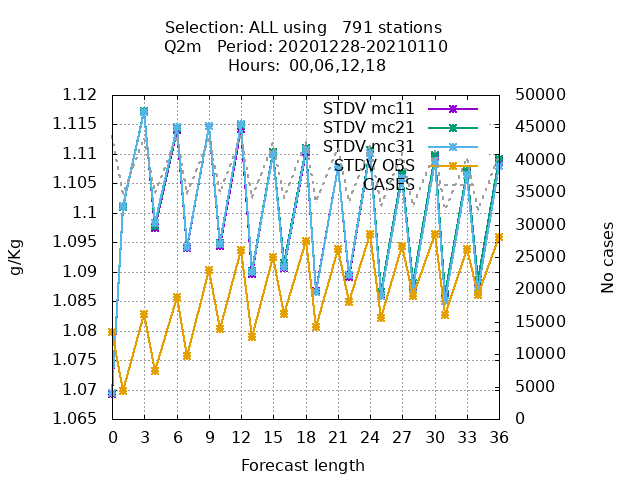 Selection: ALL using   791 stations
Q2m   Period: 20201228-20210110
Hours:  00,06,12,18
1.12
1.115
1.11
1.105
1.1
1.095
1.09
1.085
1.08
1.075
1.07
1.065
g/Kg
STDV mc11
STDV mc21
STDV mc31
STDV OBS
CASES
50000
45000
40000
35000
30000
25000
20000
15000
10000
5000
0
No cases
0 3 6 9 12 15 18 21 24 27 30 33 36
Forecast length